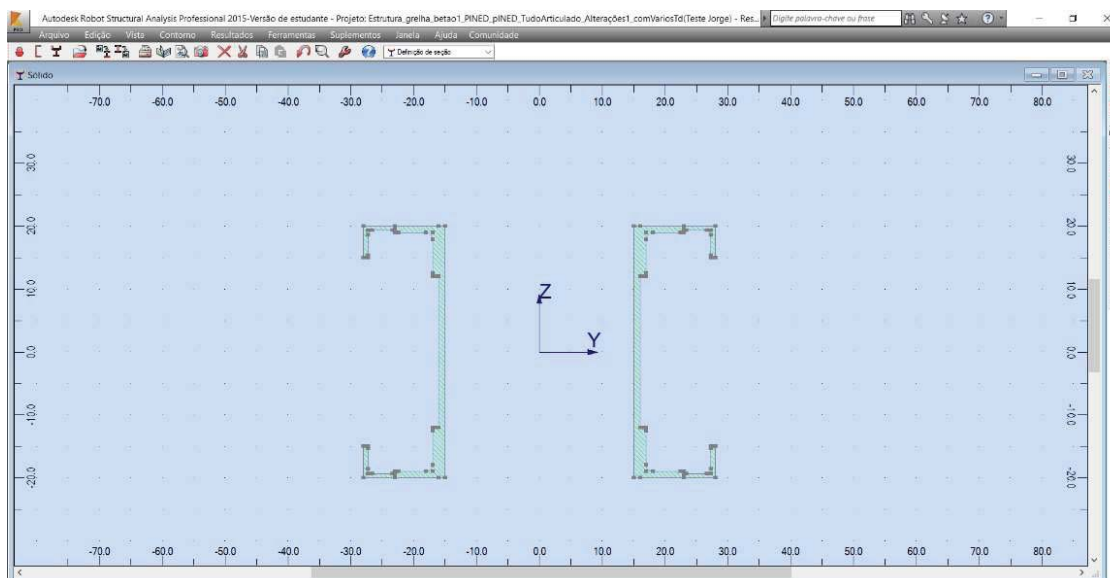 Autodesk Robot Structural Analysis Profesional 2015-Versão de estudante - Projeto: Estrutura_grelha_betao1_PINED_pINED_TudoArticulado_Alterações1_comVariosTd(Teste Jorge) - Res... Digite palavra-chave ou frase
Arquivo Edição Vista Contorno Resultados Ferramentas Suplementos Janela Ajuda Comunidade
Definição de seção
Sólido
-70.0 -60.0 -50.0 -40.0 -30.0 -20.0 -10.0 0.0 10.0 20.0 30.0 40.0 50.0 60.0 70.0 80.0
30.0 30.0
20.0 20.0
10.0 Z 10.0
0.0 Y 0.0
-10.0 -10.0
-20.0 -20.0
-70.0 -60.0 -50.0 -40.0 -30.0 -20.0 -10.0 0.0 10.0 20.0 30.0 40.0 50.0 60.0 70.0 80.0